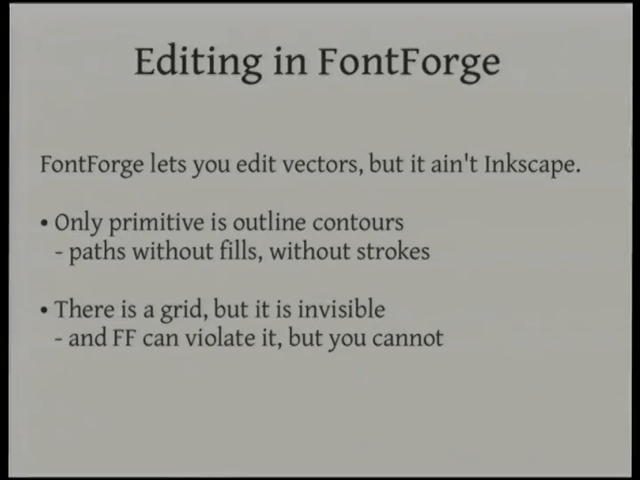 Editing in FontForge
FontForge lets you edit vectors, but it ain't Inkscape.
• Only primitive is outline contours
- paths without fills, without strokes
• There is a grid, but it is invisible
- and FF can violate it, but you cannot